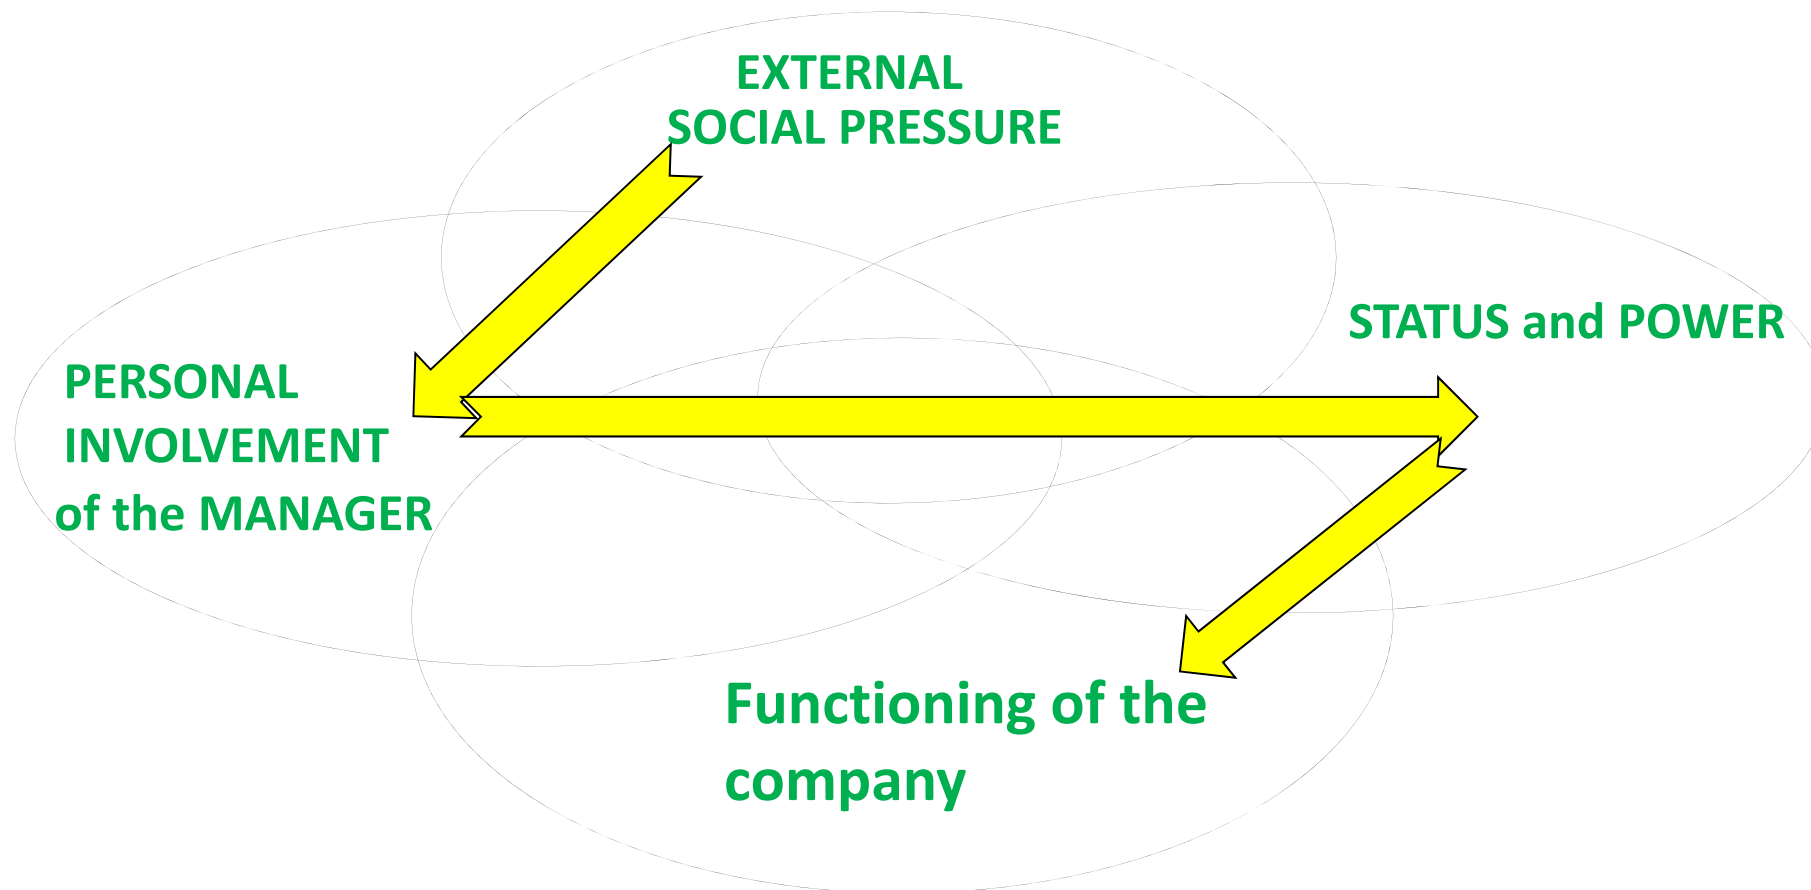 EXTERNAL
SOCIAL PRESSURE
STATUS and POWER
PERSONAL
INVOLVEMENT
of the MANAGER
Functioning of the
company